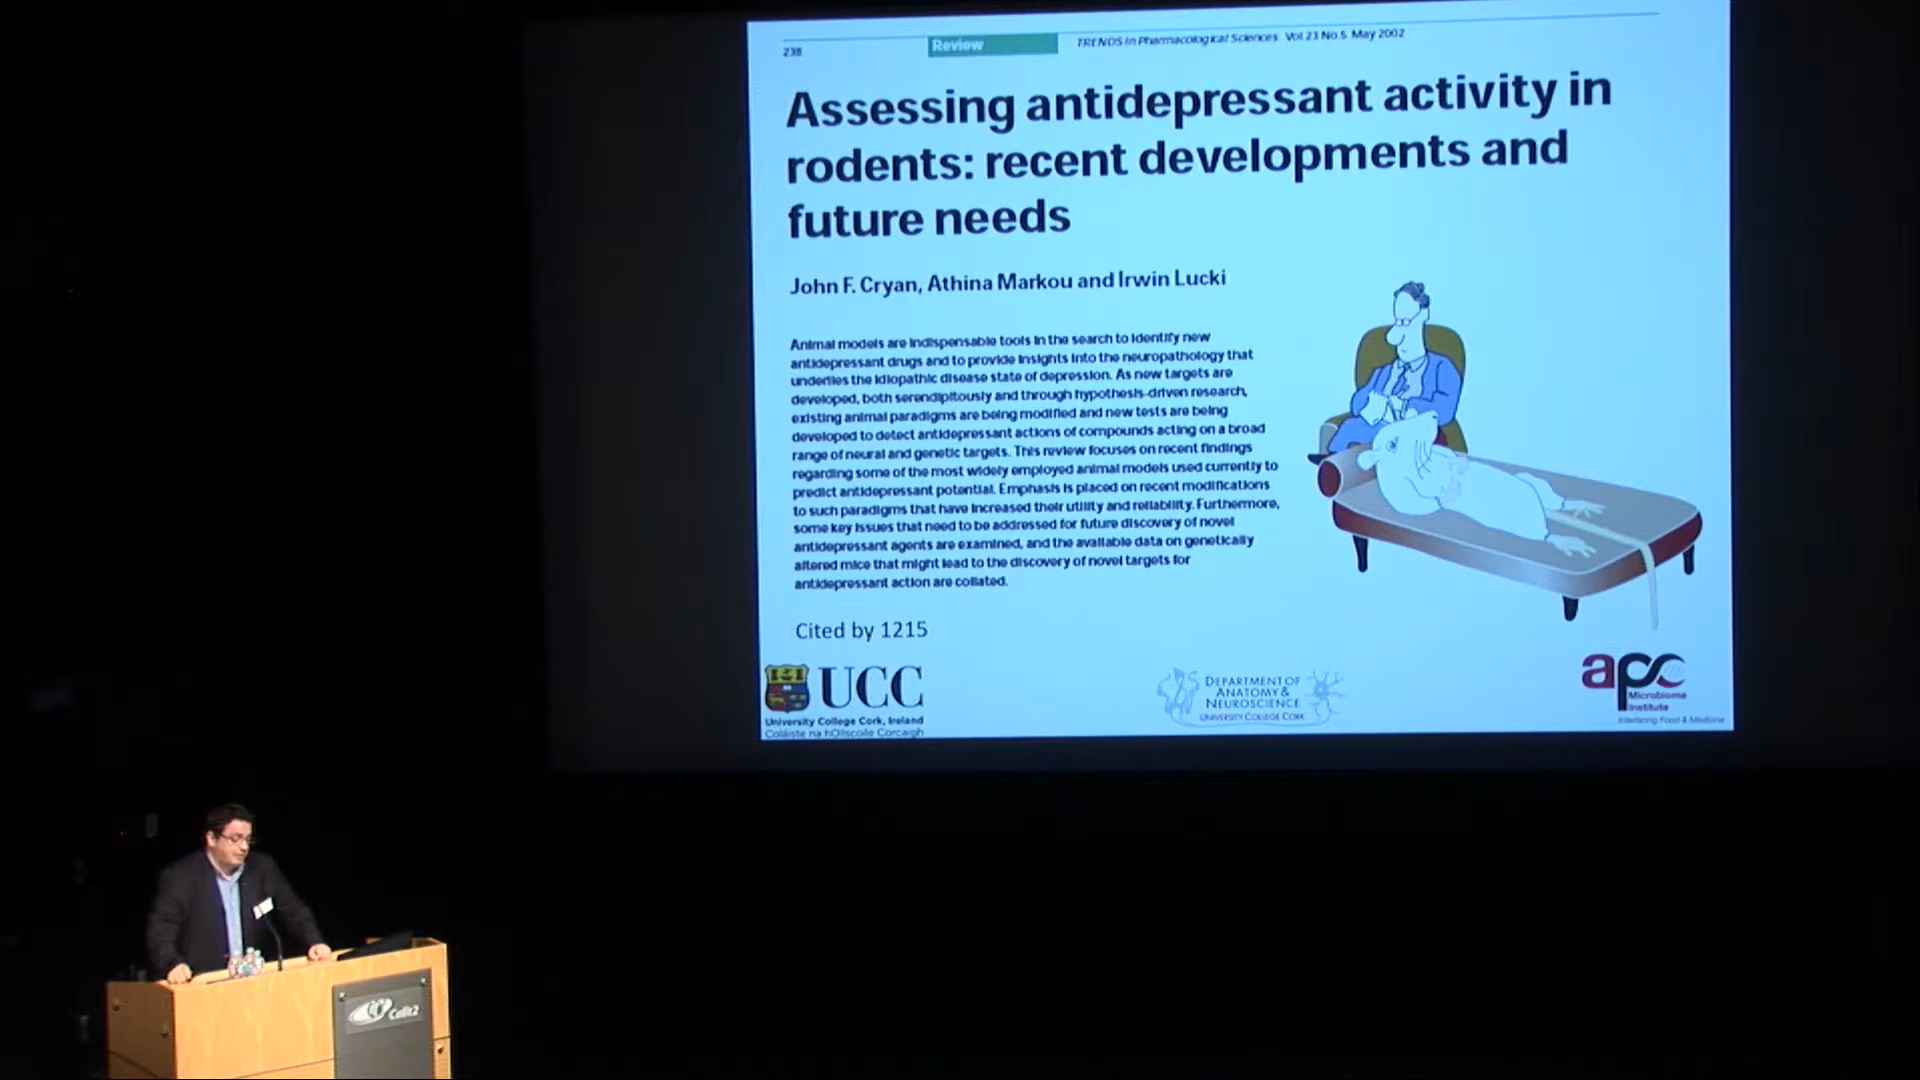 238
Review
TRENDS in Pharmacological Sciences Vol.23 No.5 May 2002
Assessing antidepressant activity in
rodents: recent developments and
future needs
John F. Cryan, Athina Markou and Irwin Lucki
Animal models are indispensable tools in the search to identify new
antidepressant drugs and to provide insights into the neuropathology that
underlies the idiopathic disease state of depression. As new targets are
developed, both serendipitously and through hypothesis-driven research,
existing animal paradigms are being modified and new tests are being
developed to detect antidepressant actions of compounds acting on a broad
range of neural and genetic targets. This review focuses on recent findings
regarding some of the most widely employed animal models used currently to
predict antidepressant potential. Emphasis is placed on recent modifications
to such paradigms that have increased their utility and reliability. Furthermore,
some key issues that need to be addressed for future discovery of novel
antidepressant agents are examined, and the available data on genetically
altered mice that might lead to the discovery of novel targets for
antidepressant action are collated.
Cited by 1215
UCC
University College Cork, Ireland
Coláiste na hOllscoile Corcaigh
DEPARTMENT OF
ANATOMY &
NEUROSCIENCE
UNIVERSITY COLLEGE CORK
apc
Microbiome
Institute
Interfacing Food & Medicine
Calit2